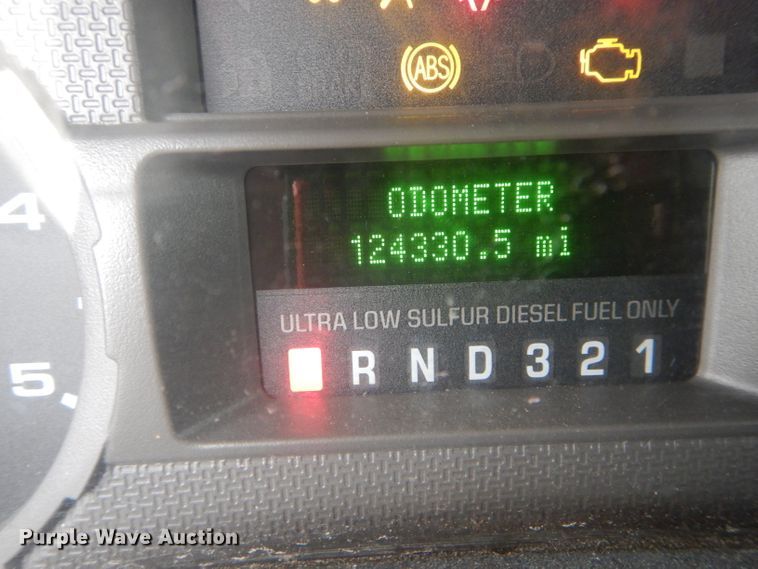 ABS
4
ODOMETER
124330.5 mi
ULTRA LOW SULFUR DIESEL FUEL ONLY
R N D 3 2 1
5
Purple Wave Auction